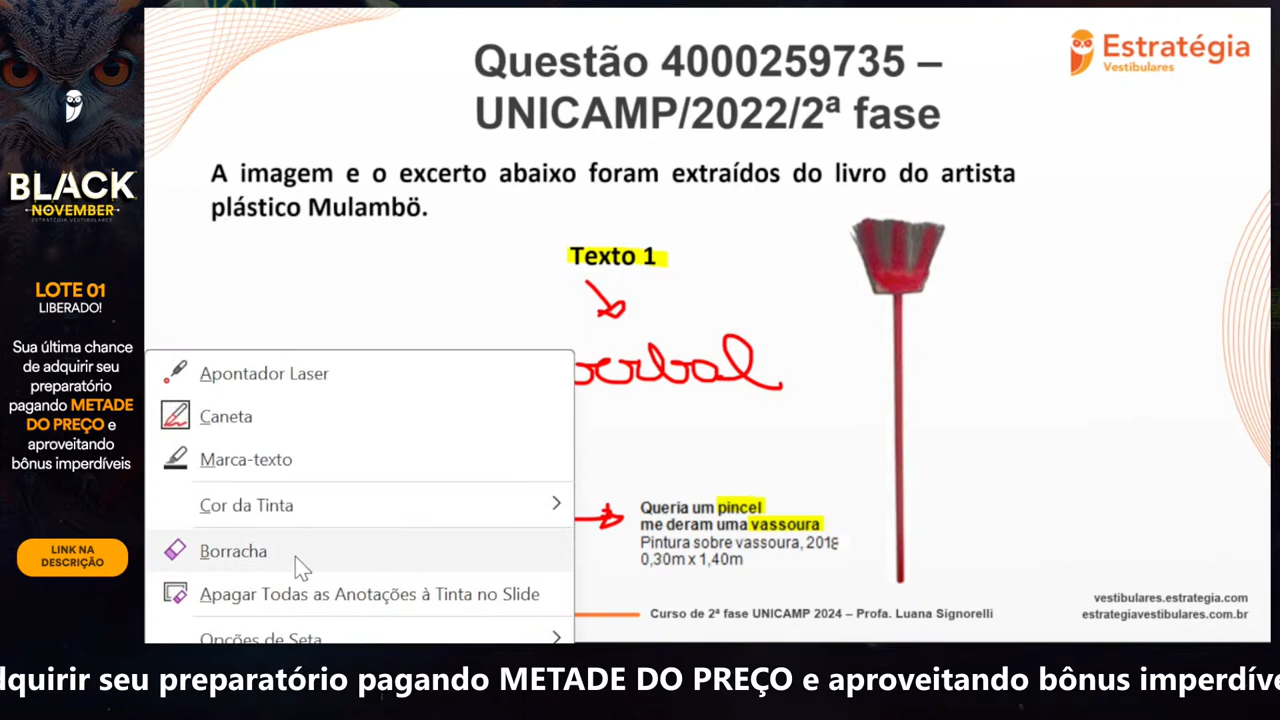 Questão 4000259735 –
UNICAMP/2022/2ª fase
Estratégia
Vestibulares
A imagem e o excerto abaixo foram extraídos do livro do artista
plástico Mulambö.
Texto 1
verbal
BLACK
NOVEMBER
ESTRATÉGIA VESTIBULARES
LOTE 01
LIBERADO!
Sua última chance
de adquirir seu
preparatório
pagando METADE
DO PREÇO e
aproveitando
bônus imperdíveis
LINK NA
DESCRIÇÃO
Apontador Laser
Caneta
Marca-texto
Cor da Tinta
Borracha
Apagar Todas as Anotações à Tinta no Slide
Opções de Seta
Queria um pincel
me deram uma vassoura
Pintura sobre vassoura, 2018
0,30m x 1,40m
Curso de 2ª fase UNICAMP 2024 – Profa. Luana Signorelli
vestibulares.estrategia.com
estrategiavestibulares.com.br
dquirir seu preparatório pagando METADE DO PREÇO e aproveitando bônus imperdíve